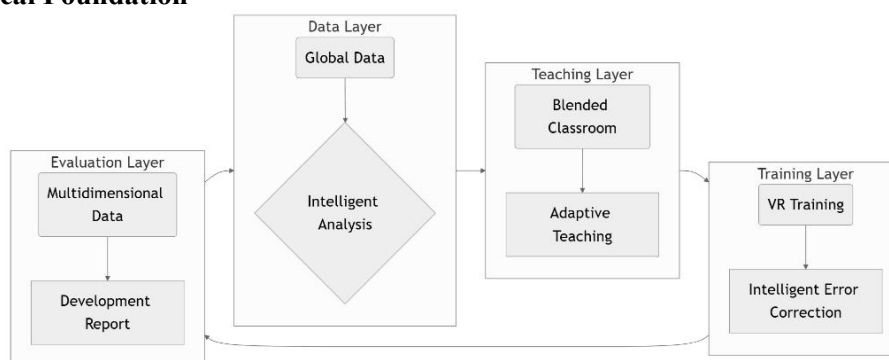 cal Foundation
Data Layer
Global Data
Intelligent
Analysis
Teaching Layer
Blended
Classroom
Adaptive
Teaching
Evaluation Layer
Multidimensional
Data
Development
Report
Training Layer
VR Training
Intelligent Error
Correction